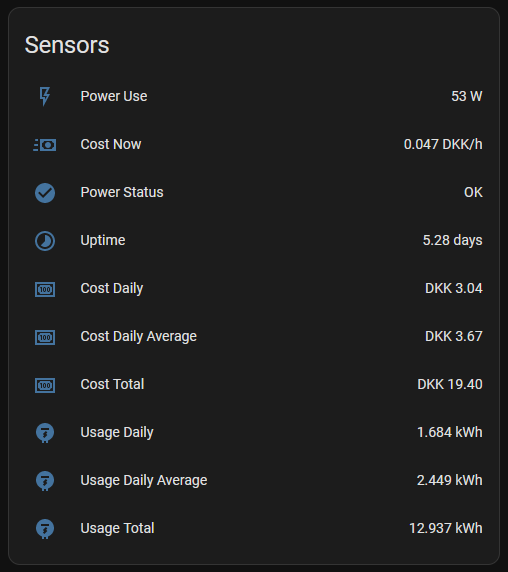 Sensors
Power Use 53 W
Cost Now 0.047 DKK/h
Power Status OK
Uptime 5.28 days
Cost Daily DKK 3.04
Cost Daily Average DKK 3.67
Cost Total DKK 19.40
Usage Daily 1.684 kWh
Usage Daily Average 2.449 kWh
Usage Total 12.937 kWh